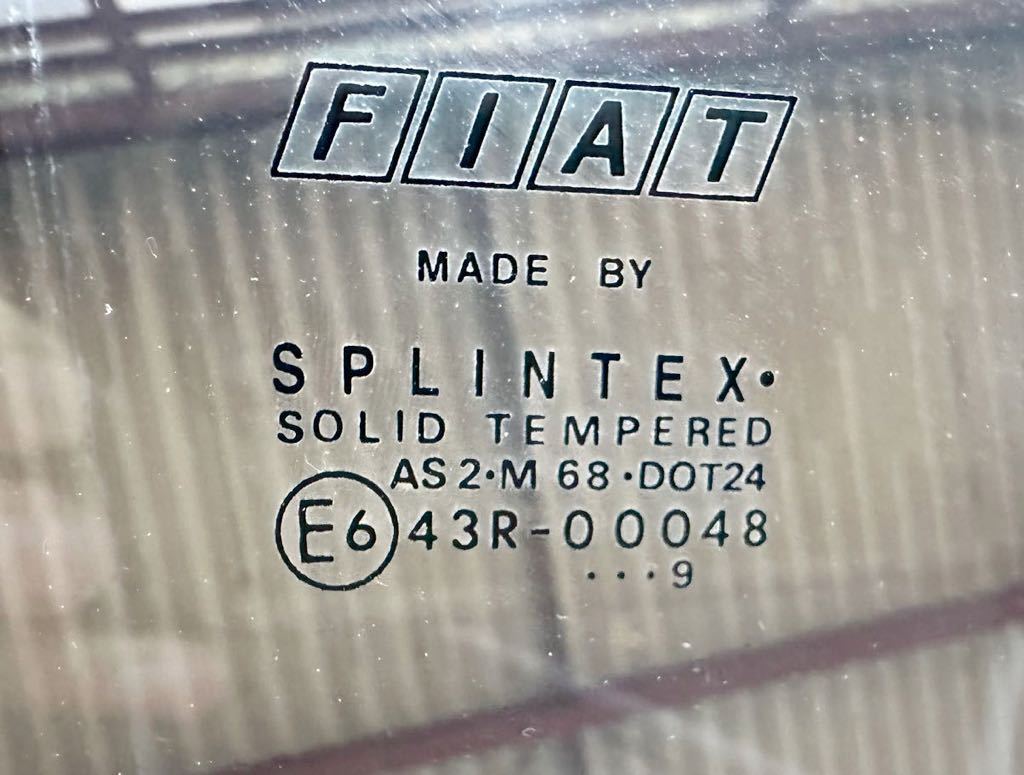 FIAT
MADE BY
SPLINTEX·
SOLID TEMPERED
AS2·M 68·DOT24
E6 43R-00048
···9